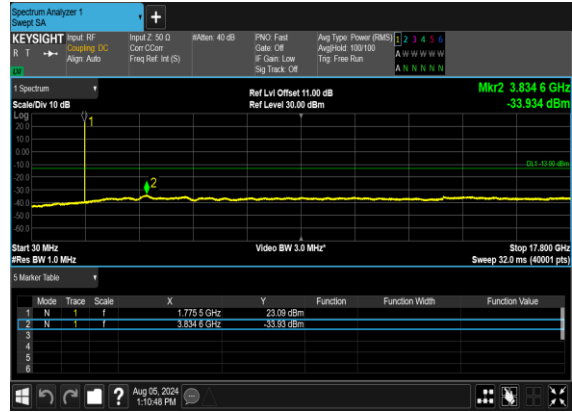 Spectrum Analyzer 1
Swept SA
+
KEYSIGHT
R T
LXI
Input: RF
Coupling: DC
Align: Auto
Input Z: 50 Ω
Corr CCorr
Freq Ref: Int (S)
#Atten: 40 dB
PNO: Fast
Gate: Off
IF Gain: Low
Sig Track: Off
Avg Type: Power (RMS)
Avg|Hold: 100/100
Trig: Free Run
1 2 3 4 5 6
A W W W W W
A N N N N N
1 Spectrum
Scale/Div 10 dB
Ref Lvl Offset 11.00 dB
Ref Level 30.00 dBm
Mkr2 3.834 6 GHz
-33.934 dBm
Log
20.0
10.0
0.00
-10.0
-20.0
-30.0
-40.0
-50.0
-60.0
1
2
DL1 -13.00 dBm
Start 30 MHz
#Res BW 1.0 MHz
Video BW 3.0 MHz*
Stop 17.800 GHz
Sweep 32.0 ms (40001 pts)
5 Marker Table
Mode Trace Scale X Y Function Function Width Function Value
1 N 1 f 1.775 5 GHz 23.09 dBm
2 N 1 f 3.834 6 GHz -33.93 dBm
3
4
5
6
?
Aug 05, 2024
1:10:48 PM